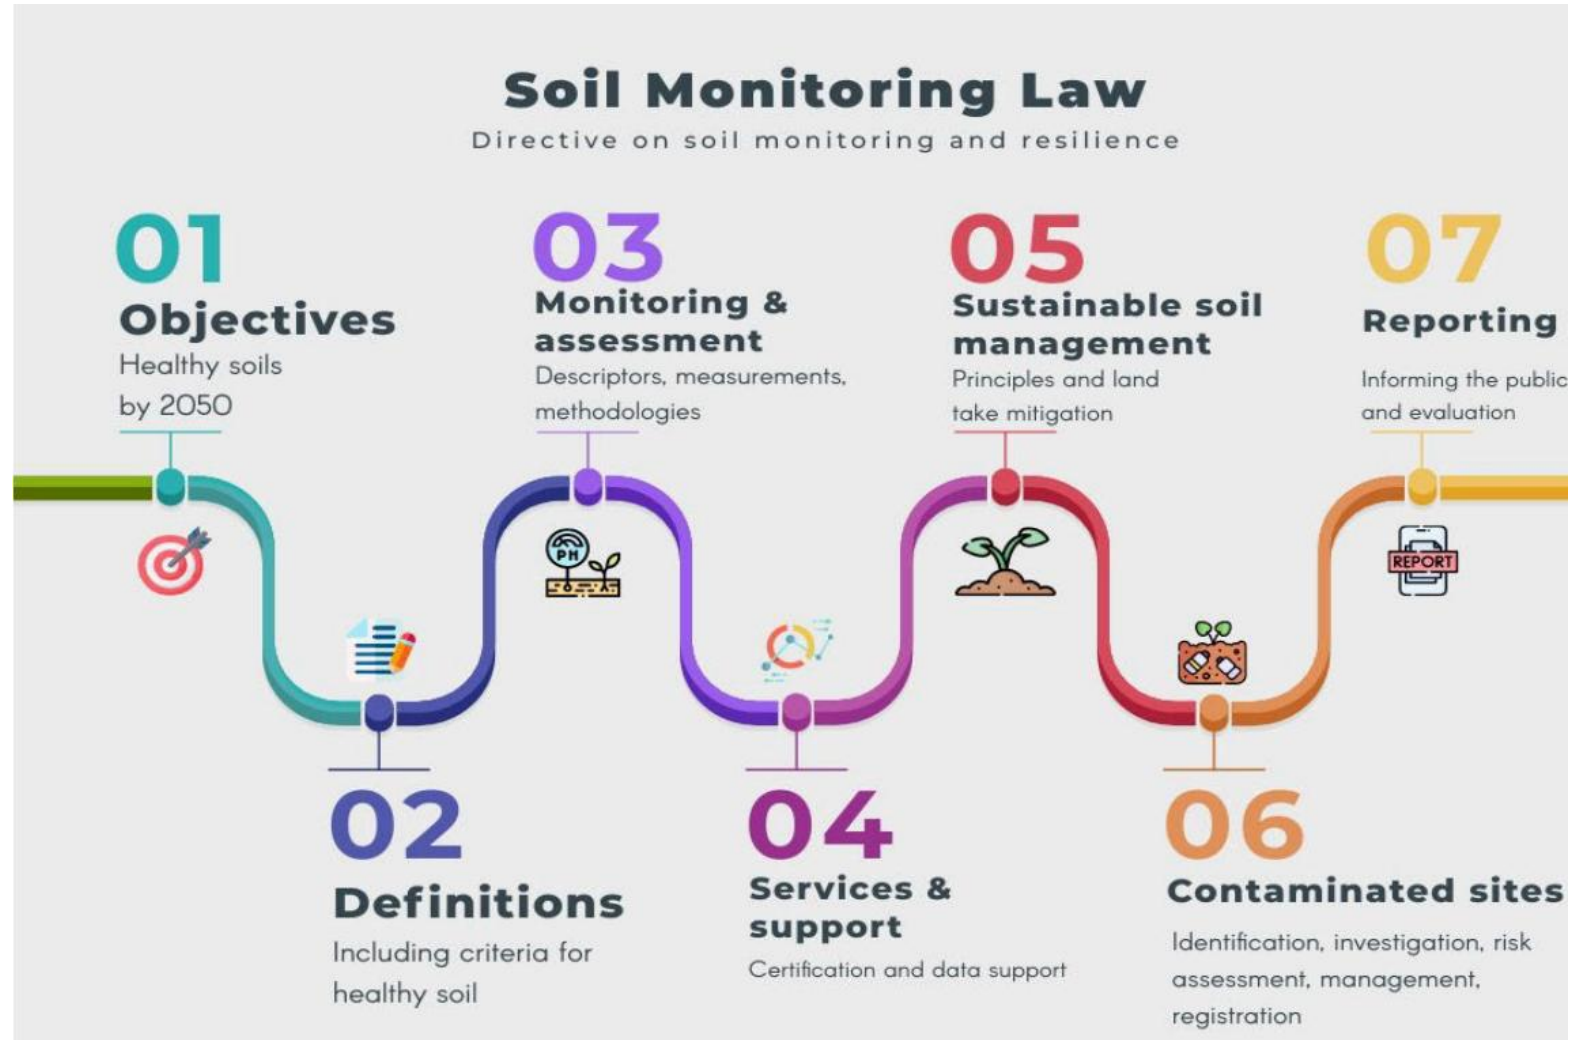 Soil Monitoring Law
Directive on soil monitoring and resilience
01
Objectives
Healthy soils
by 2050
02
Definitions
Including criteria for
healthy soil
03
Monitoring &
assessment
Descriptors, measurements,
methodologies
PH
04
Services &
support
Certification and data support
05
Sustainable soil
management
Principles and land
take mitigation
06
Contaminated sites
Identification, investigation, risk
assessment, management,
registration
07
Reporting
Informing the public
and evaluation
REPORT